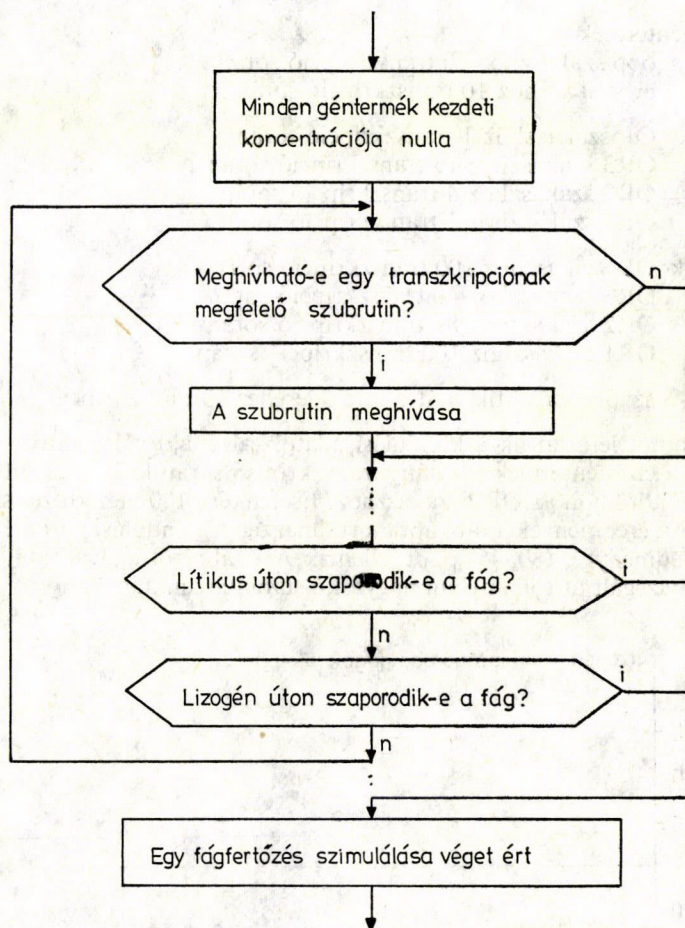 Minden géntermék kezdeti
koncentrációja nulla
Meghívható-e egy transzkripciónak
megfelelő szubrutin?
n
i
A szubrutin meghívása
Lítikus úton szaporodik-e a fág?
i
n
Lizogén úton szaporodik-e a fág?
i
n
Egy fágfertőzés szimulálása véget ért